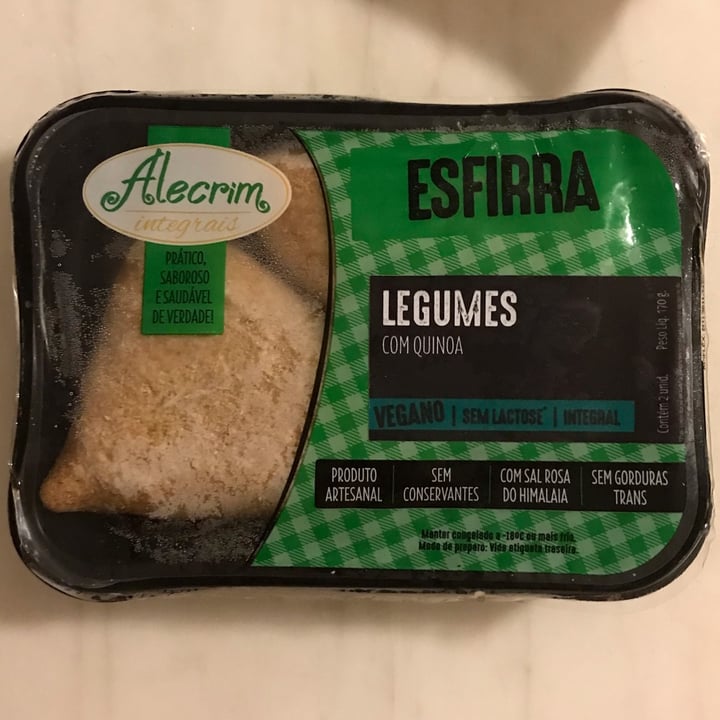 Alecrim
integrais
PRÁTICO,
SABOROSO
E SAUDÁVEL
DE VERDADE!
ESFIRRA
LEGUMES
COM QUINOA
VEGANO | SEM LACTOSE* | INTEGRAL
Contém 2 unid. Peso Líq. 170 g.
PRODUTO
ARTESANAL
SEM
CONSERVANTES
COM SAL ROSA
DO HIMALAIA
SEM GORDURAS
TRANS
Manter congelado a -18ºC ou mais frio.
Modo de preparo: Vide etiqueta traseira.